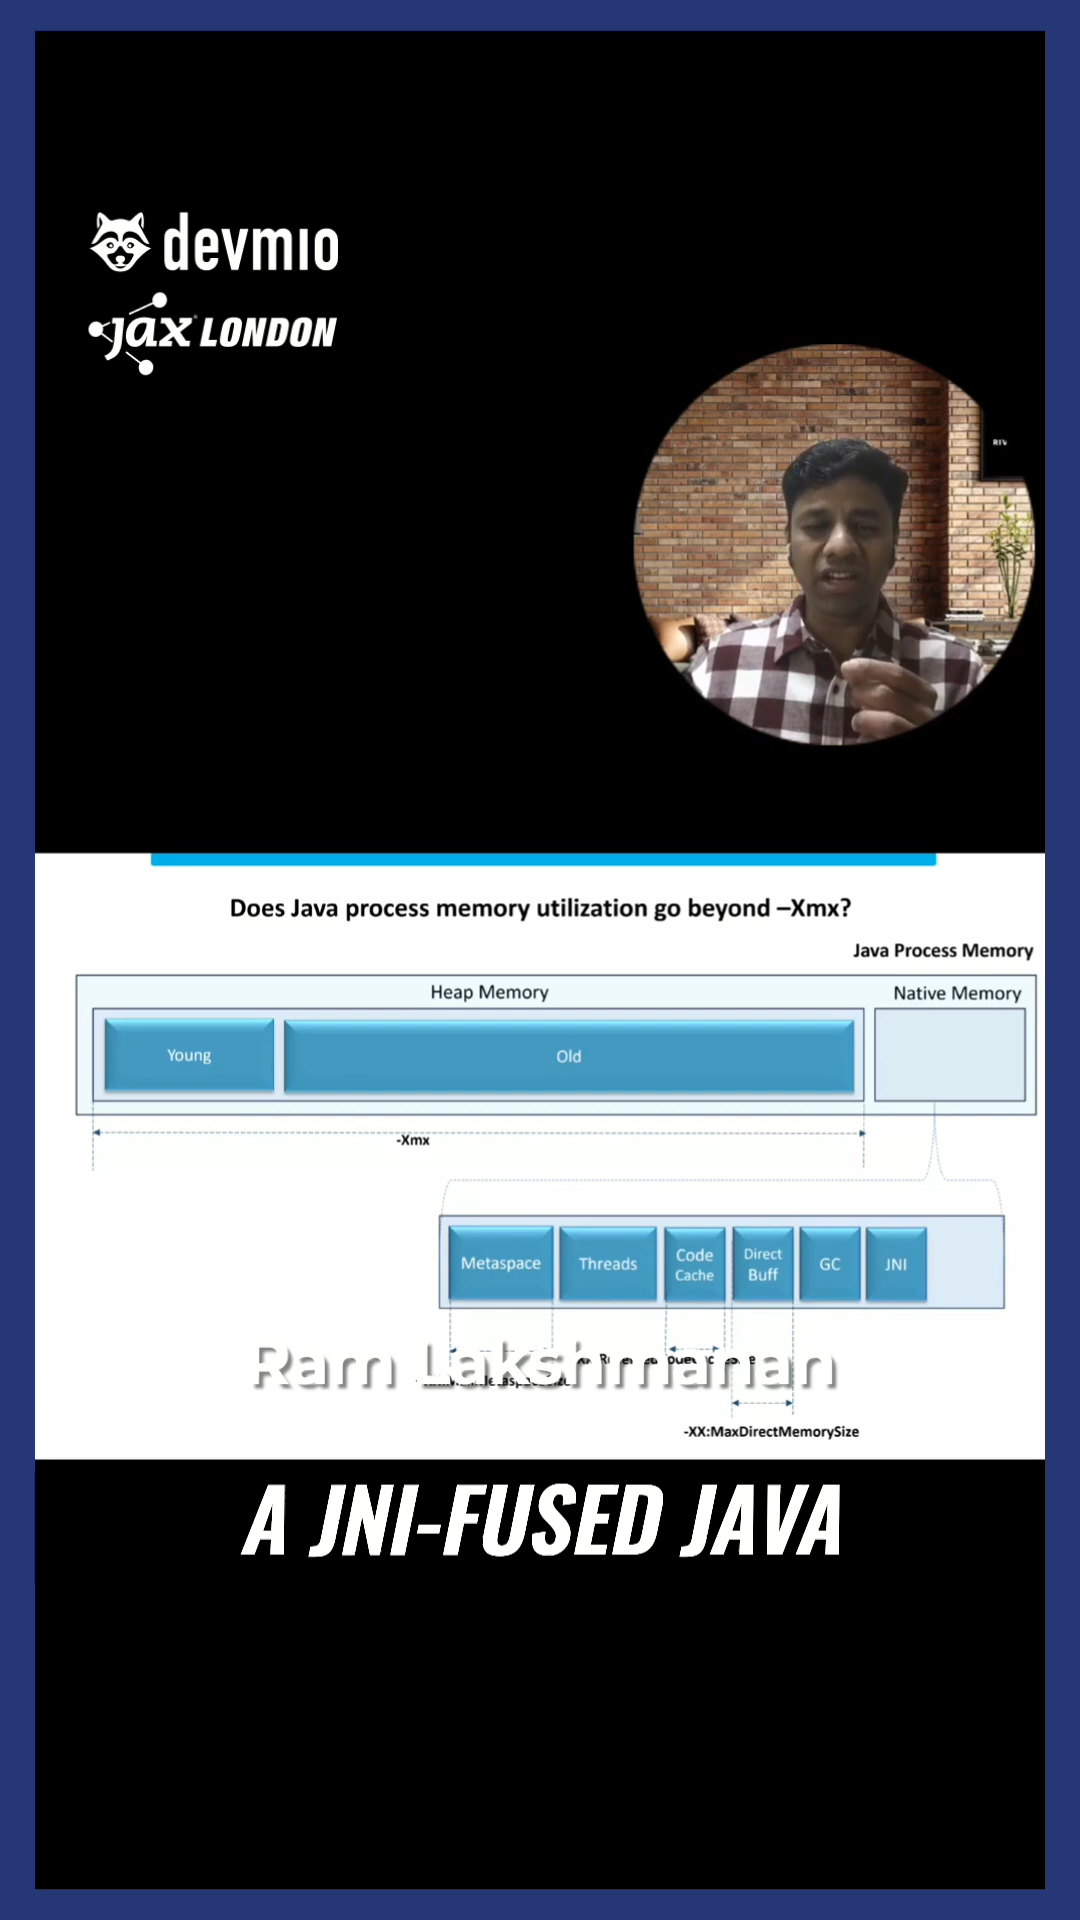 devmio
jax LONDON
Does Java process memory utilization go beyond –Xmx?
Java Process Memory
Heap Memory
Native Memory
Young
Old
-Xmx
Metaspace
Threads
Code
Cache
Direct
Buff
GC
JNI
Ram Lakshmanan
-XX:MaxDirectMemorySize
A JNI-FUSED JAVA